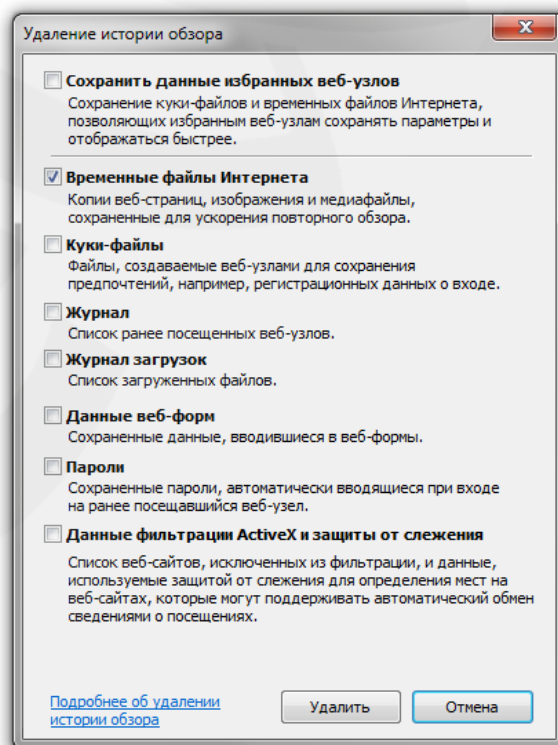 Удаление истории обзора
Сохранить данные избранных веб-узлов
Сохранение куки-файлов и временных файлов Интернета,
позволяющих избранным веб-узлам сохранять параметры и
отображаться быстрее.
Временные файлы Интернета
Копии веб-страниц, изображения и медиафайлы,
сохраненные для ускорения повторного обзора.
Куки-файлы
Файлы, создаваемые веб-узлами для сохранения
предпочтений, например, регистрационных данных о входе.
Журнал
Список ранее посещенных веб-узлов.
Журнал загрузок
Список загруженных файлов.
Данные веб-форм
Сохраненные данные, вводившиеся в веб-формы.
Пароли
Сохраненные пароли, автоматически вводящиеся при входе
на ранее посещавшийся веб-узел.
Данные фильтрации ActiveX и защиты от слежения
Список веб-сайтов, исключенных из фильтрации, и данные,
используемые защитой от слежения для определения мест на
веб-сайтах, которые могут поддерживать автоматический обмен
сведениями о посещениях.
Подробнее об удалении
истории обзора
Удалить
Отмена